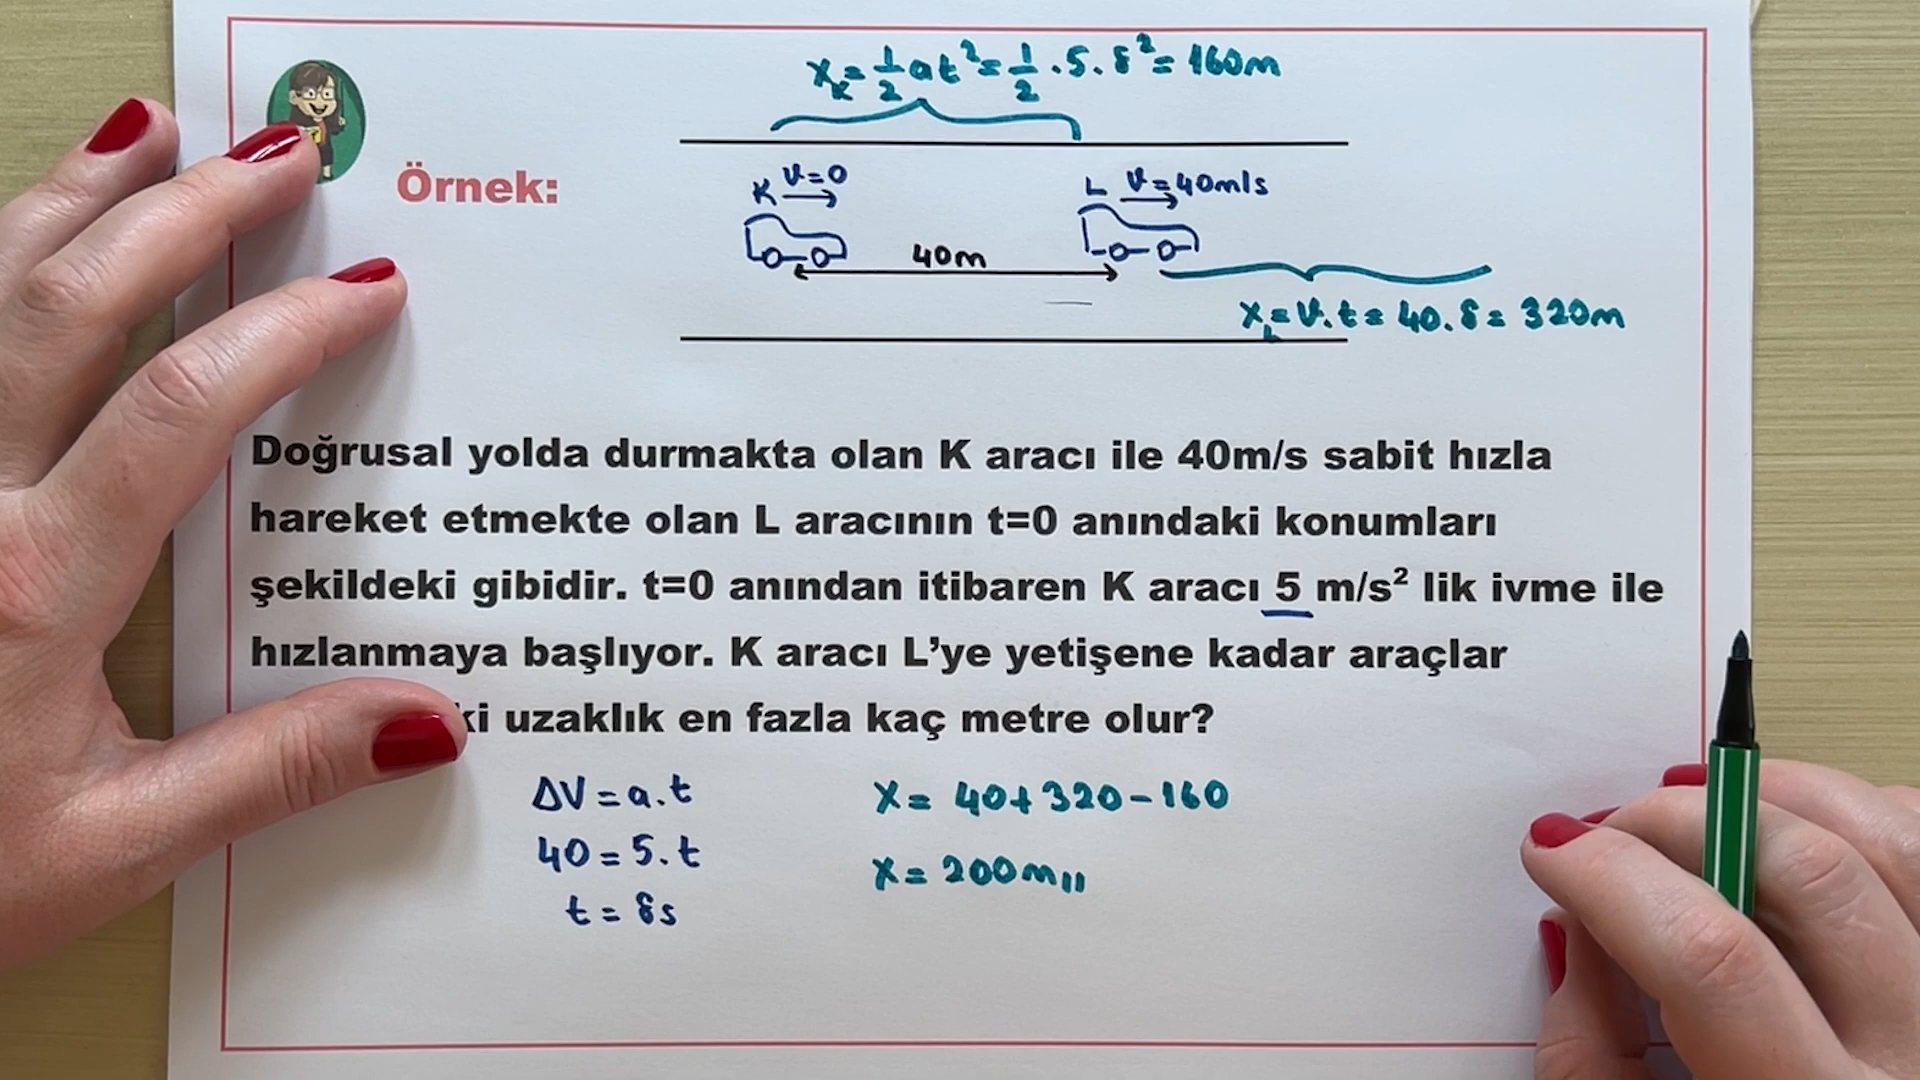 x_K = 1/2 at² = 1/2 . 5 . 8² = 160m
Örnek:
K V=0
L V=40m/s
40m
x_L = V.t = 40.8 = 320m
Doğrusal yolda durmakta olan K aracı ile 40m/s sabit hızla
hareket etmekte olan L aracının t=0 anındaki konumları
şekildeki gibidir. t=0 anından itibaren K aracı 5 m/s² lik ivme ile
hızlanmaya başlıyor. K aracı L’ye yetişene kadar araçlar
ki uzaklık en fazla kaç metre olur?
ΔV = a.t
40 = 5.t
t = 8s
X = 40+320-160
X = 200m